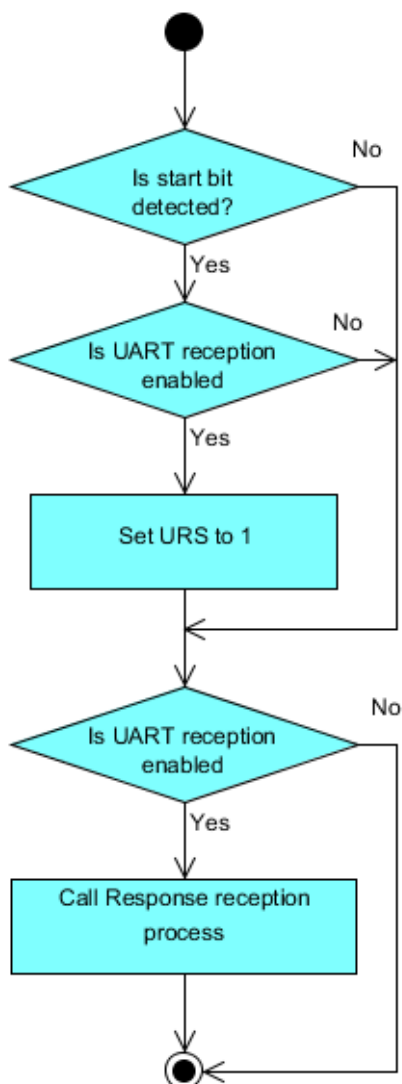 No
Is start bit
detected?
Yes
No
Is UART reception
enabled
Yes
Set URS to 1
No
Is UART reception
enabled
Yes
Call Response reception
process